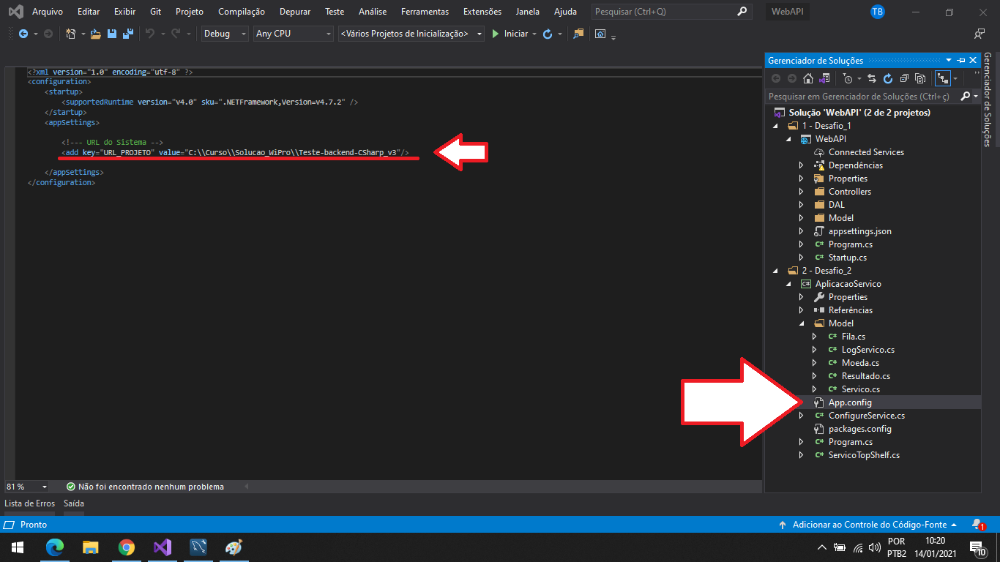 Arquivo Editar Exibir Git Projeto Compilação Depurar Teste Análise Ferramentas Extensões Janela Ajuda Pesquisar (Ctrl+Q) WebAPI TB
Debug Any CPU <Vários Projetos de Inicialização> Iniciar
<?xml version="1.0" encoding="utf-8" ?>
<configuration>
<startup>
<supportedRuntime version="v4.0" sku=".NETFramework,Version=v4.7.2" />
</startup>
<appSettings>
<!--- URL do Sistema -->
<add key="URL_PROJETO" value="C:\\Curso\\Solucao_WiPro\\Teste-backend-CSharp_v3"/>
</appSettings>
</configuration>
81 % Não foi encontrado nenhum problema
Gerenciador de Soluções
Pesquisar em Gerenciador de Soluções (Ctrl+ç)
Solução 'WebAPI' (2 de 2 projetos)
1 - Desafio_1
WebAPI
Connected Services
Dependências
Properties
Controllers
DAL
Model
appsettings.json
C# Program.cs
C# Startup.cs
2 - Desafio_2
C# AplicacaoServico
Properties
Referências
Model
C# Fila.cs
C# LogServico.cs
C# Moeda.cs
C# Resultado.cs
C# Servico.cs
App.config
C# ConfigureService.cs
packages.config
C# Program.cs
C# ServicoTopShelf.cs
Gerenciador de Soluções
Lista de Erros Saída
Pronto Adicionar ao Controle do Código-Fonte 1
POR
PTB2
10:20
14/01/2021
10